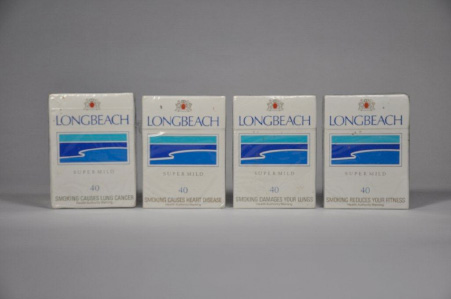 LONGBEACH
SUPER MILD
40
SMOKING CAUSES LUNG CANCER
LONGBEACH
SUPER MILD
40
SMOKING CAUSES HEART DISEASE
LONGBEACH
SUPER MILD
40
SMOKING DAMAGES YOUR LUNGS
LONGBEACH
SUPER MILD
40
SMOKING REDUCES YOUR FITNESS